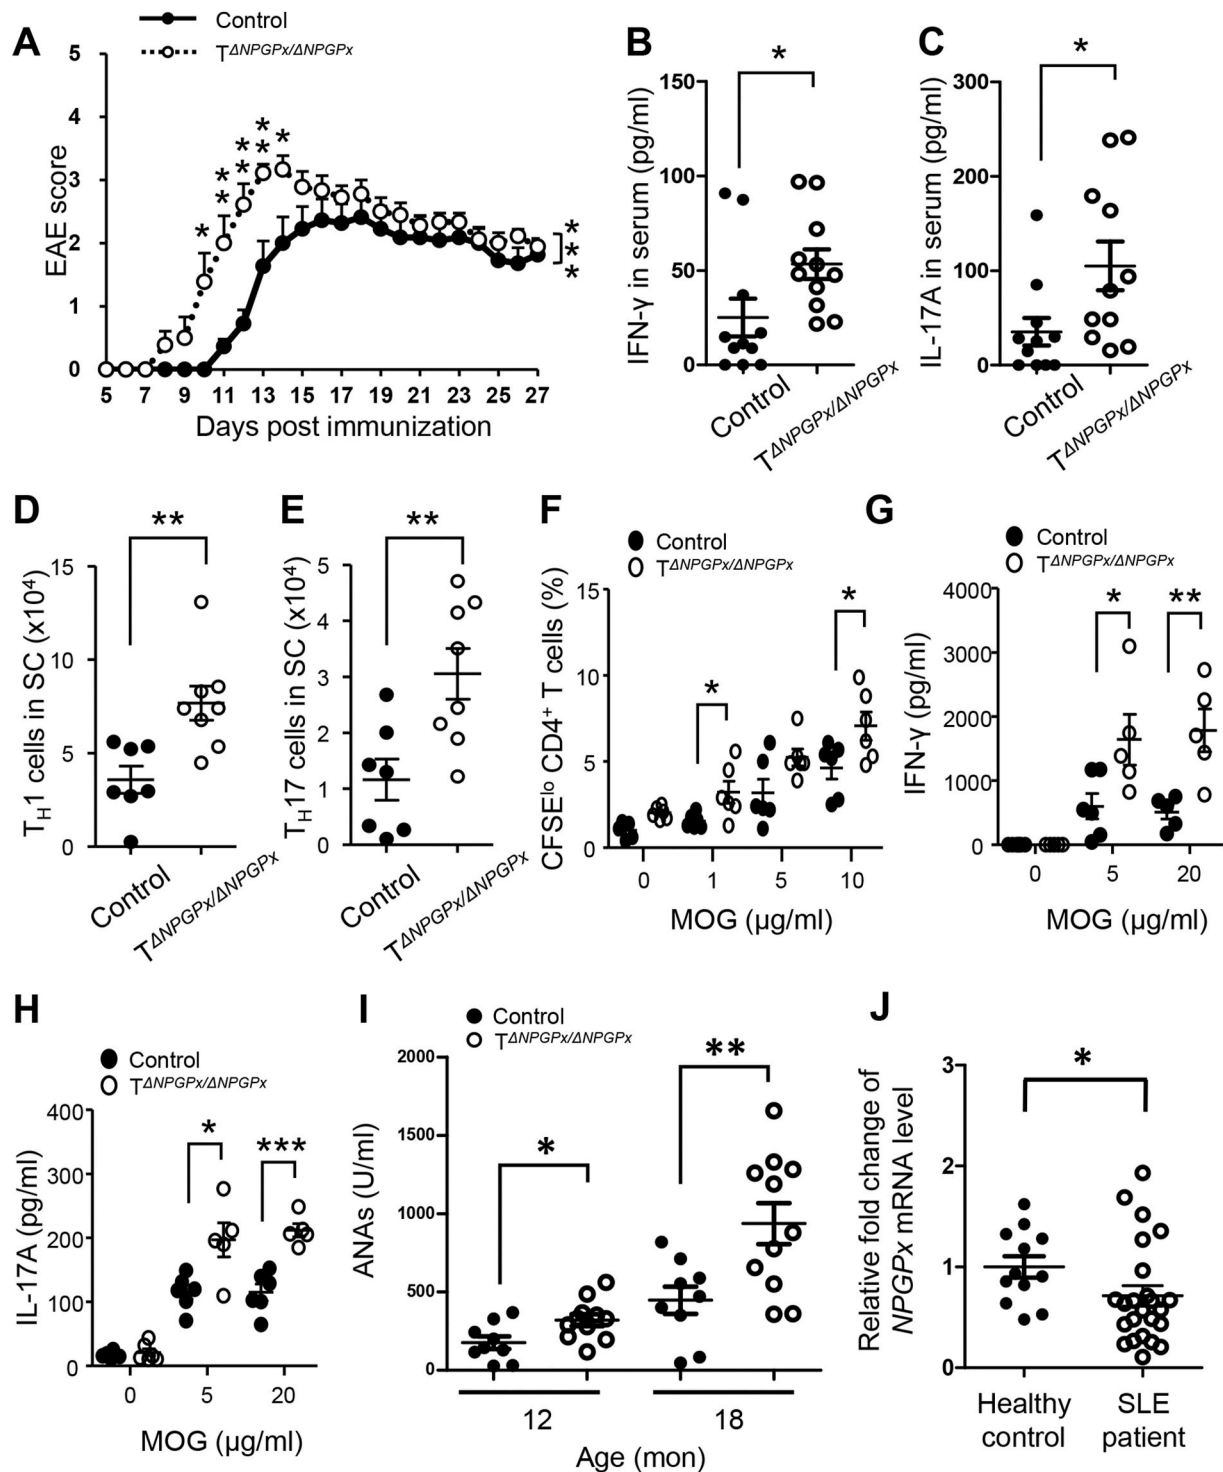 A
Control
T^ΔNPGPx/ΔNPGPx
EAE score
5
4
3
2
1
0
*
**
**
**
*
***
5 7 9 11 13 15 17 19 21 23 25 27
Days post immunization
B
*
IFN-γ in serum (pg/ml)
150
100
50
0
Control
T^ΔNPGPx/ΔNPGPx
C
*
IL-17A in serum (pg/ml)
300
200
100
0
Control
T^ΔNPGPx/ΔNPGPx
D
**
T_H1 cells in SC (x10⁴)
15
10
5
0
Control
T^ΔNPGPx/ΔNPGPx
E
**
T_H17 cells in SC (x10⁴)
5
4
3
2
1
0
Control
T^ΔNPGPx/ΔNPGPx
F
Control
T^ΔNPGPx/ΔNPGPx
CFSE^lo CD4⁺ T cells (%)
15
10
5
0
*
*
0 1 5 10
MOG (µg/ml)
G
Control
T^ΔNPGPx/ΔNPGPx
IFN-γ (pg/ml)
4000
3000
2000
1000
0
*
**
0 5 20
MOG (µg/ml)
H
Control
T^ΔNPGPx/ΔNPGPx
IL-17A (pg/ml)
400
300
200
100
0
*
***
0 5 20
MOG (µg/ml)
I
Control
T^ΔNPGPx/ΔNPGPx
ANAs (U/ml)
2000
1500
1000
500
0
*
**
12 18
Age (mon)
J
*
Relative fold change of
NPGPx mRNA level
3
2
1
0
Healthy
control
SLE
patient